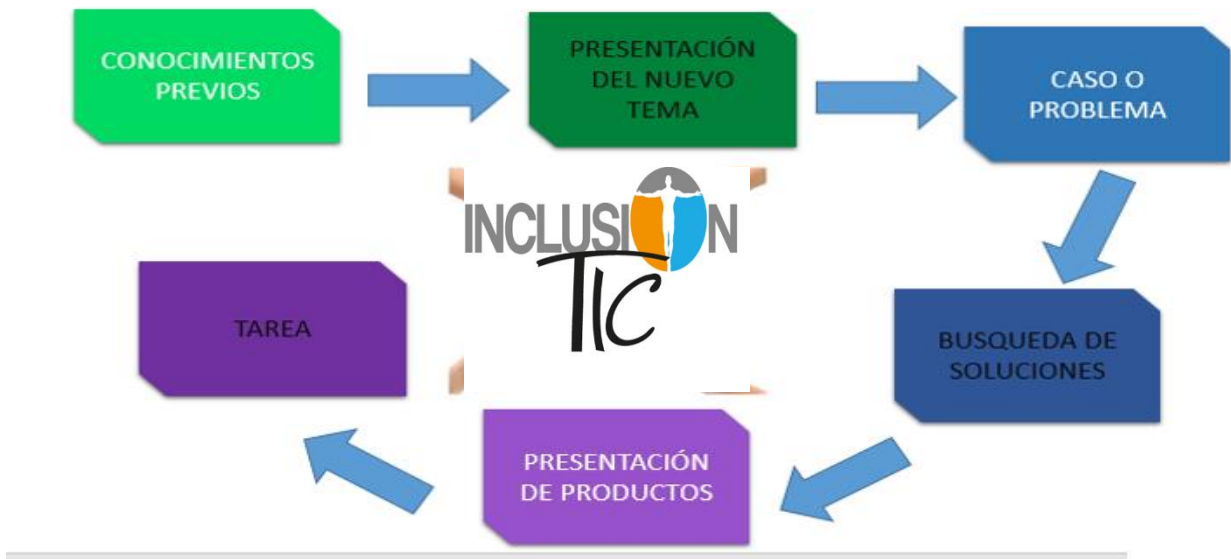 CONOCIMIENTOS
PREVIOS
PRESENTACIÓN
DEL NUEVO
TEMA
CASO O
PROBLEMA
INCLUSION
TIC
BUSQUEDA DE
SOLUCIONES
PRESENTACIÓN
DE PRODUCTOS
TAREA